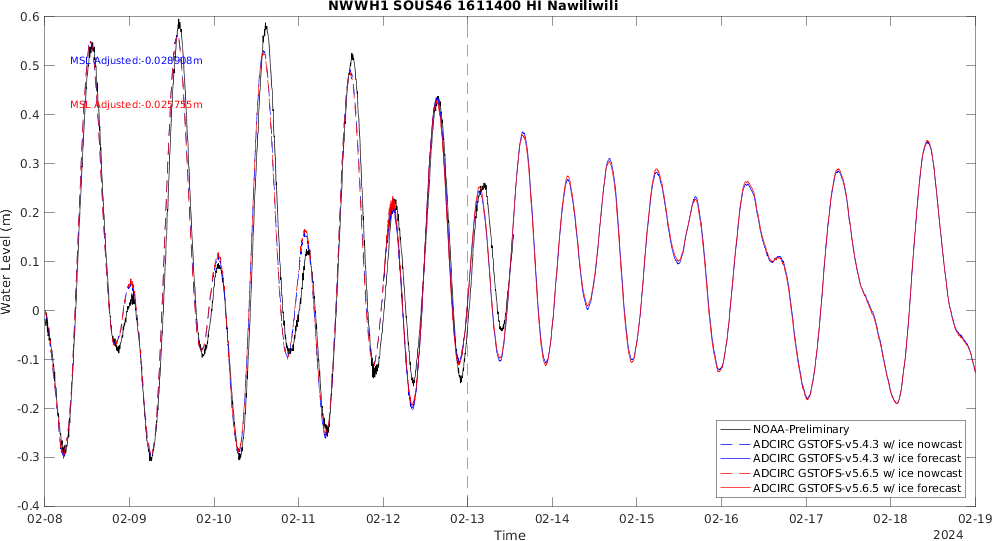 NWWH1 SOUS46 1611400 HI Nawiliwili
0.6
0.5
0.4
0.3
0.2
0.1
0
-0.1
-0.2
-0.3
-0.4
Water Level (m)
MSL Adjusted:-0.028908m
MSL Adjusted:-0.025755m
NOAA-Preliminary
ADCIRC GSTOFS-v5.4.3 w/ ice nowcast
ADCIRC GSTOFS-v5.4.3 w/ ice forecast
ADCIRC GSTOFS-v5.6.5 w/ ice nowcast
ADCIRC GSTOFS-v5.6.5 w/ ice forecast
02-08 02-09 02-10 02-11 02-12 02-13 02-14 02-15 02-16 02-17 02-18 02-19
Time
2024